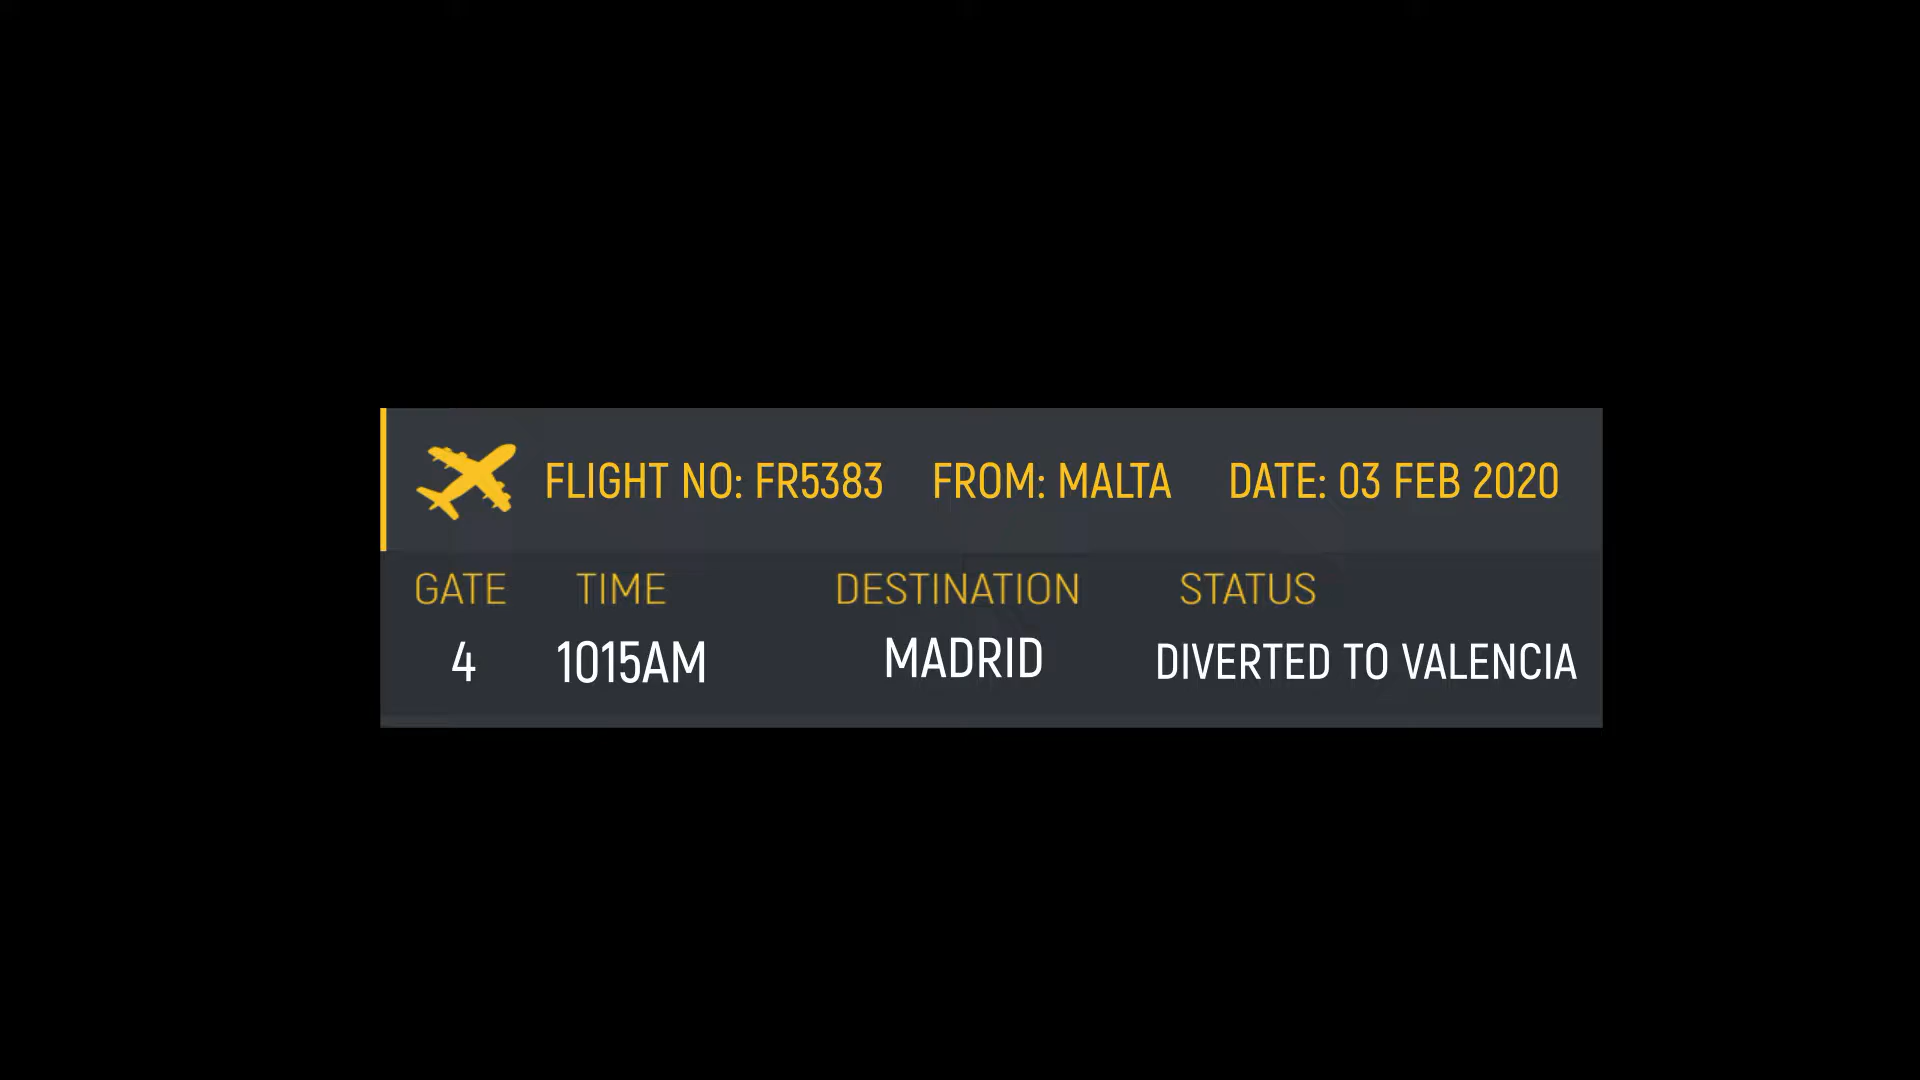 FLIGHT NO: FR5383 FROM: MALTA DATE: 03 FEB 2020
GATE TIME DESTINATION STATUS
4 1015AM MADRID DIVERTED TO VALENCIA